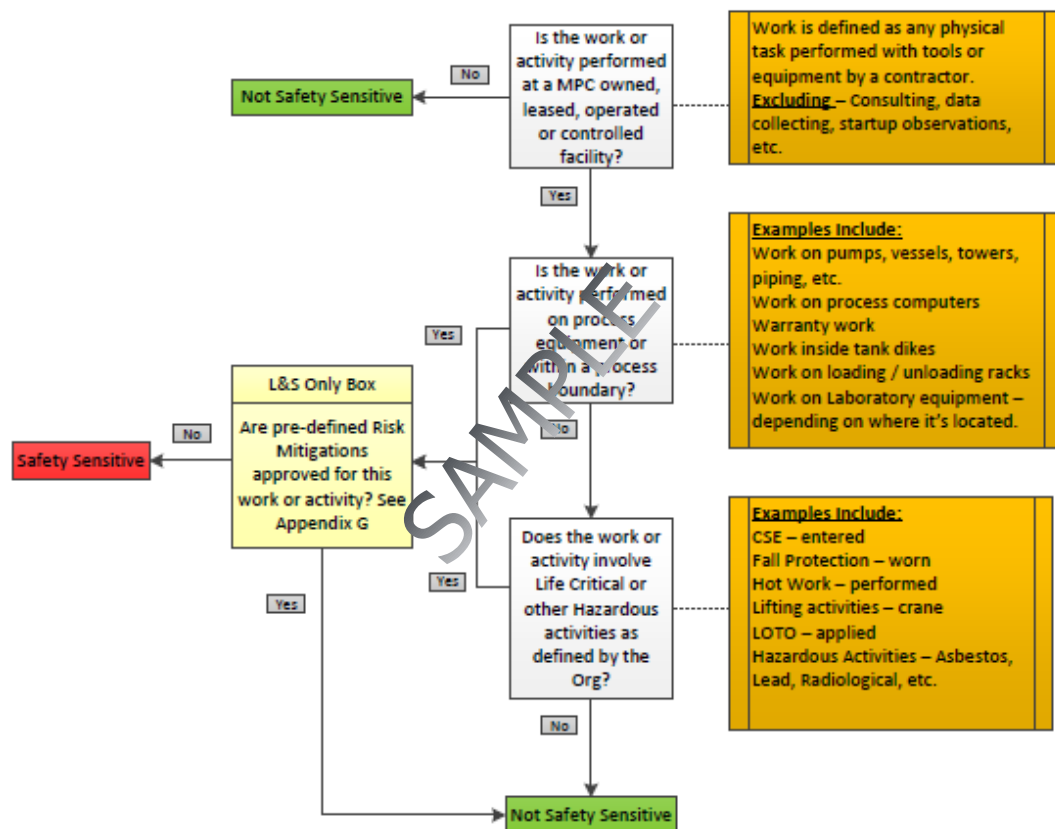 Is the work or
activity performed
at a MPC owned,
leased, operated
or controlled
facility?
No
Not Safety Sensitive
Work is defined as any physical
task performed with tools or
equipment by a contractor.
Excluding – Consulting, data
collecting, startup observations,
etc.
Yes
Is the work or
activity performed
on process
equipment or
within a process
boundary?
Examples Include:
Work on pumps, vessels, towers,
piping, etc.
Work on process computers
Warranty work
Work inside tank dikes
Work on loading / unloading racks
Work on Laboratory equipment –
depending on where it's located.
Yes
No
L&S Only Box
Are pre-defined Risk
Mitigations
approved for this
work or activity? See
Appendix G
No
Safety Sensitive
Yes
SAMPLE
Does the work or
activity involve
Life Critical or
other Hazardous
activities as
defined by the
Org?
Yes
Examples Include:
CSE – entered
Fall Protection – worn
Hot Work – performed
Lifting activities – crane
LOTO – applied
Hazardous Activities – Asbestos,
Lead, Radiological, etc.
No
Not Safety Sensitive